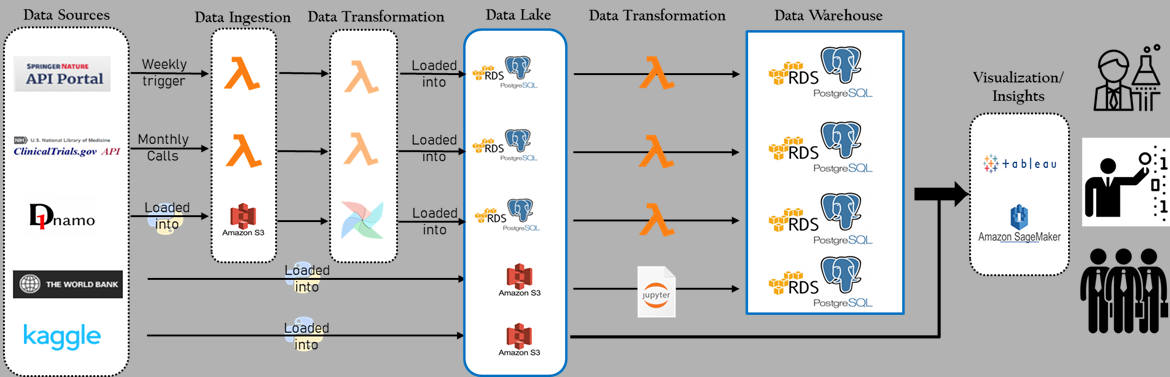 Data Sources
Data Ingestion
Data Transformation
Data Lake
Data Transformation
Data Warehouse
SPRINGER NATURE
API Portal
Weekly
trigger
Loaded
into
RDS
PostgreSQL
RDS
PostgreSQL
Visualization/
Insights
NIH U.S. National Library of Medicine
ClinicalTrials.gov API
Monthly
Calls
Loaded
into
RDS
PostgreSQL
RDS
PostgreSQL
+ a b l e a u
D1namo
Loaded
into
Amazon S3
Loaded
into
RDS
PostgreSQL
RDS
PostgreSQL
Amazon SageMaker
THE WORLD BANK
Loaded
into
Amazon S3
jupyter
RDS
PostgreSQL
kaggle
Loaded
into
Amazon S3
1
0
1